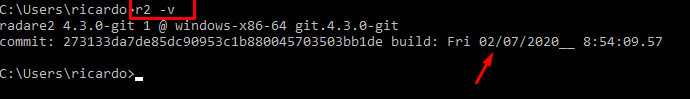 C:\Users\ricardo>r2 -v
radare2 4.3.0-git 1 @ windows-x86-64 git.4.3.0-git
commit: 273133da7de85dc90953c1b880045703503bb1de build: Fri 02/07/2020__ 8:54:09.57
C:\Users\ricardo>